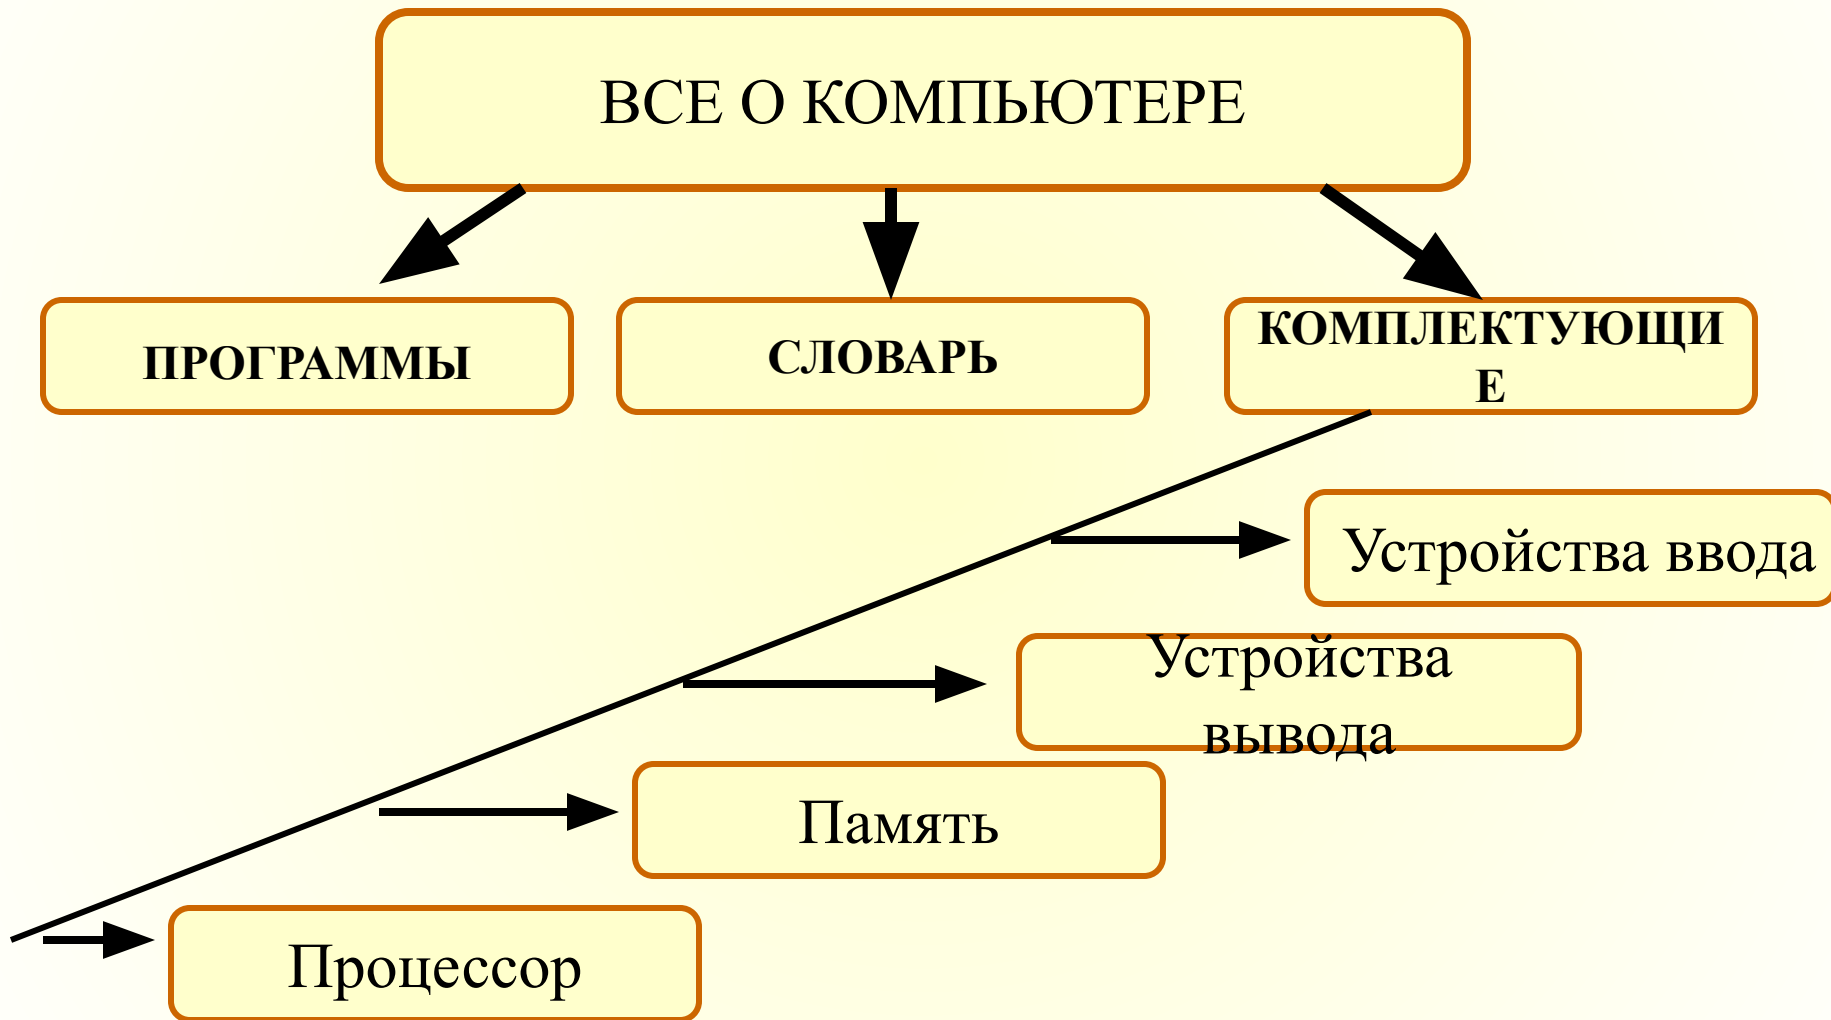 ВСЕ О КОМПЬЮТЕРЕ
ПРОГРАММЫ
СЛОВАРЬ
КОМПЛЕКТУЮЩИ
Е
Устройства ввода
Устройства
вывода
Память
Процессор